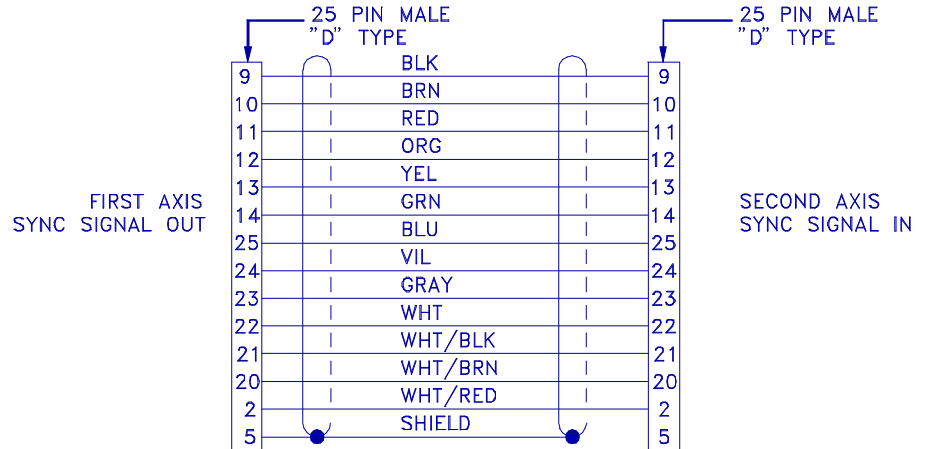 25 PIN MALE 25 PIN MALE
"D" TYPE "D" TYPE
BLK
9 9
BRN
10 10
RED
11 11
ORG
12 12
YEL
13 13
FIRST AXIS GRN SECOND AXIS
14 14
SYNC SIGNAL OUT BLU SYNC SIGNAL IN
25 25
VIL
24 24
GRAY
23 23
WHT
22 22
WHT/BLK
21 21
WHT/BRN
20 20
WHT/RED
2 2
SHIELD
5 5